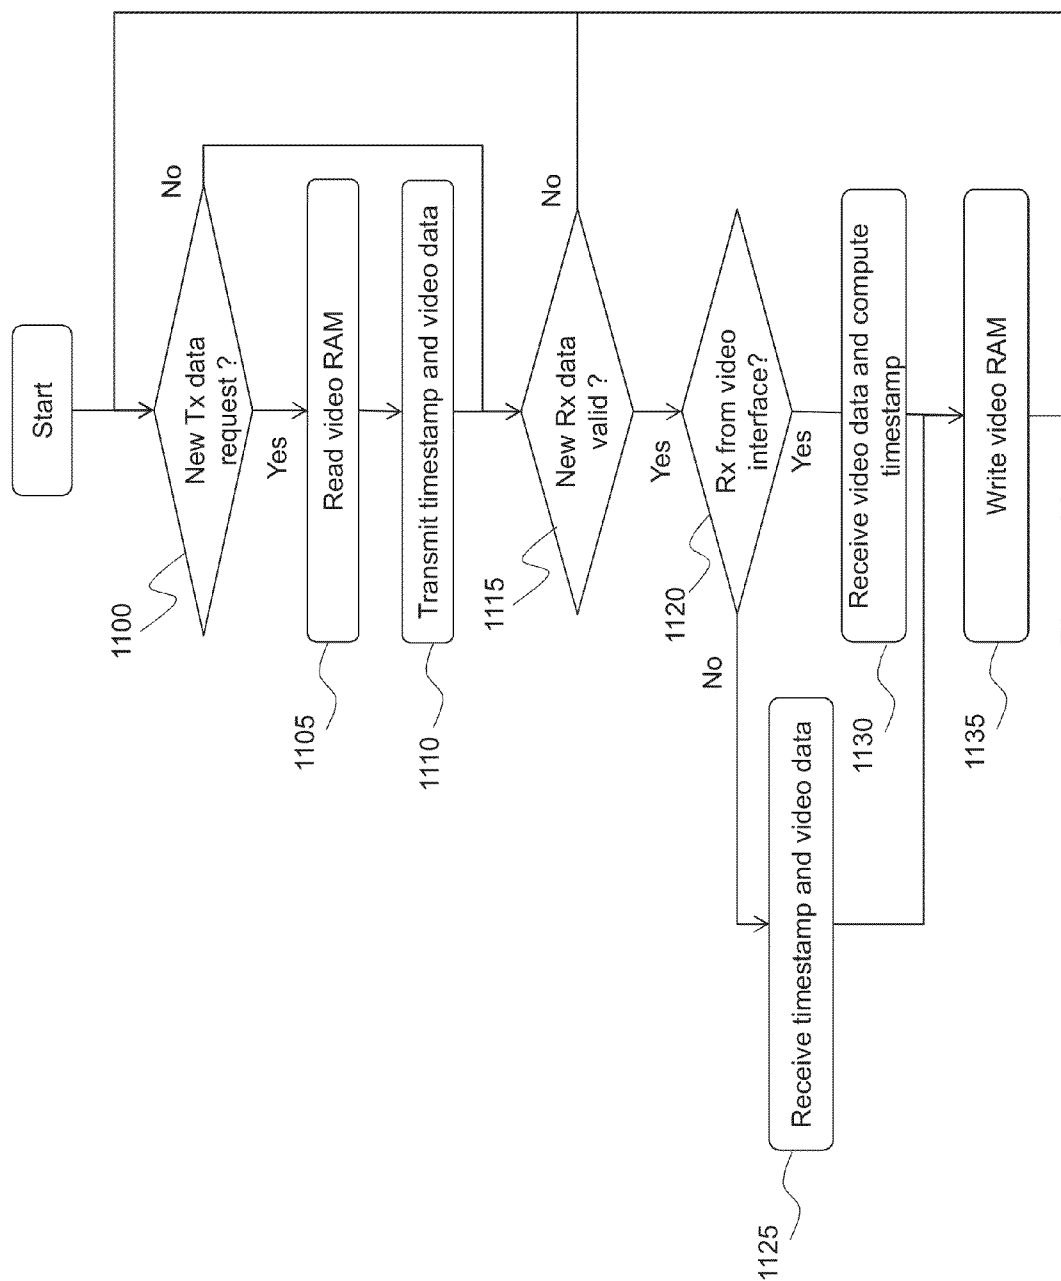 Start
New Tx data
request ?
No
Yes
1100
Read video RAM
1105
Transmit timestamp and video data
1110
New Rx data
valid ?
No
Yes
1115
Rx from video
interface?
No
Yes
1120
Receive timestamp and video data
1125
Receive video data and compute
timestamp
1130
Write video RAM
1135